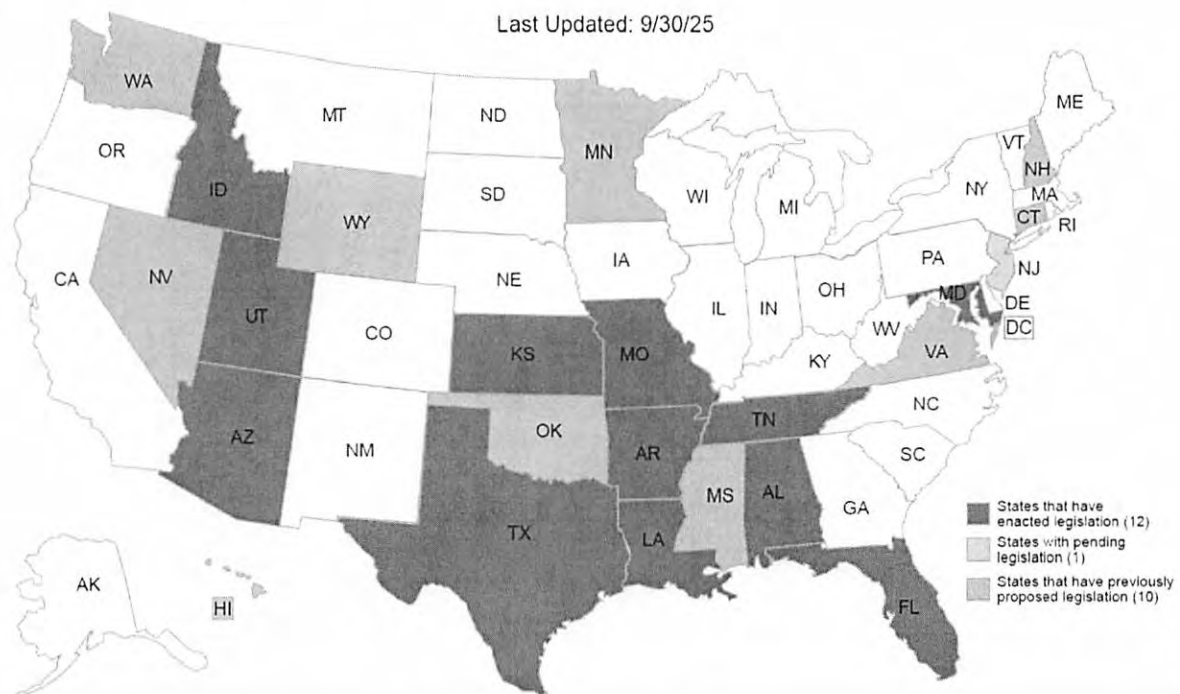 Last Updated: 9/30/25
WA
MT
ND
MN
ME
VT
NH
OR
ID
SD
WI
MI
NY
MA
WY
CT
RI
NV
IA
PA
NJ
CA
NE
OH
MD
DE
UT
IL
IN
DC
CO
WV
VA
KS
MO
KY
NC
TN
AZ
OK
AR
NM
SC
MS
AL
GA
States that have
enacted legislation (12)
TX
LA
States with pending
legislation (1)
AK
States that have previously
proposed legislation (10)
HI
FL